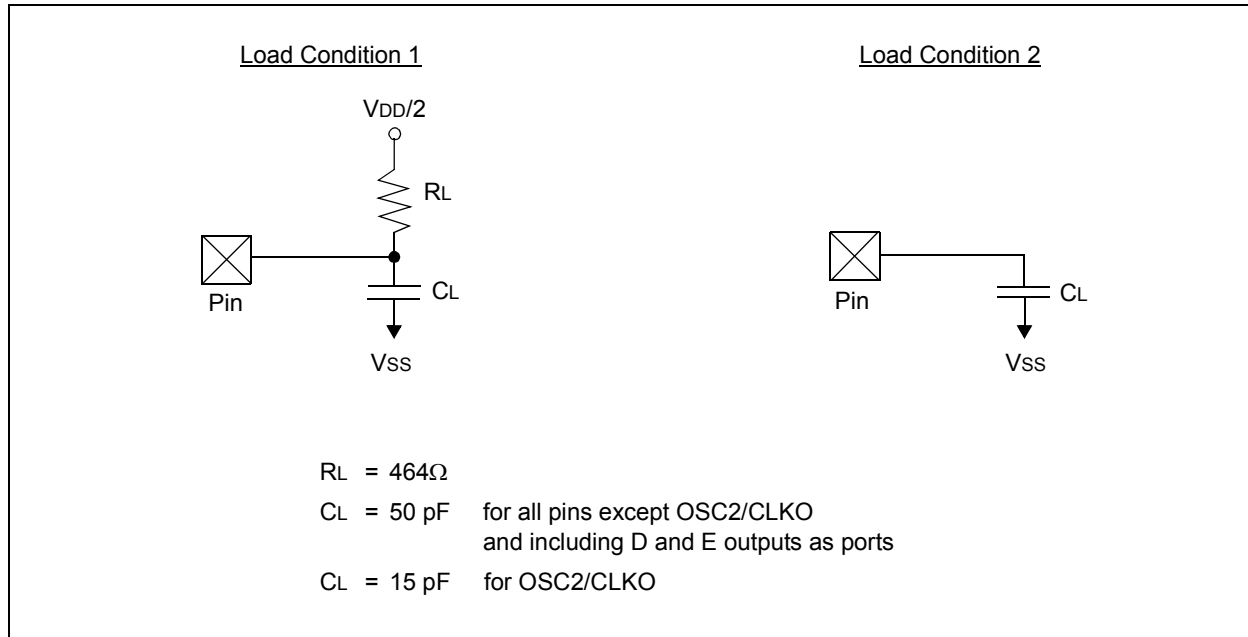 Load Condition 1
VDD/2
RL
Pin
CL
VSS
Load Condition 2
Pin
CL
VSS
RL = 464Ω
CL = 50 pF for all pins except OSC2/CLKO
and including D and E outputs as ports
CL = 15 pF for OSC2/CLKO